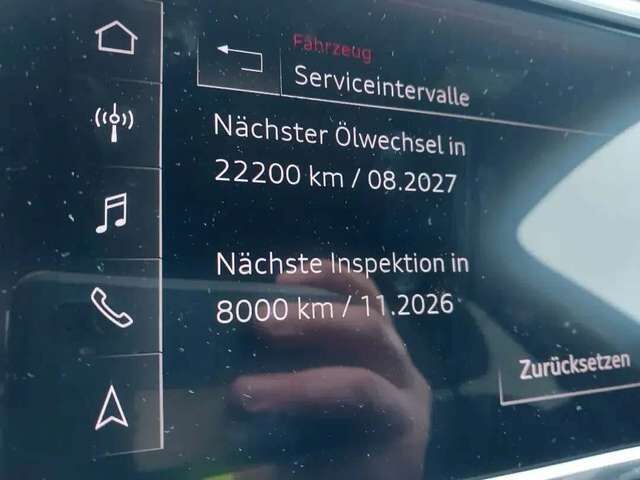 Fahrzeug
Serviceintervalle
Nächster Ölwechsel in
22200 km / 08.2027
Nächste Inspektion in
8000 km / 11.2026
Zurücksetzen